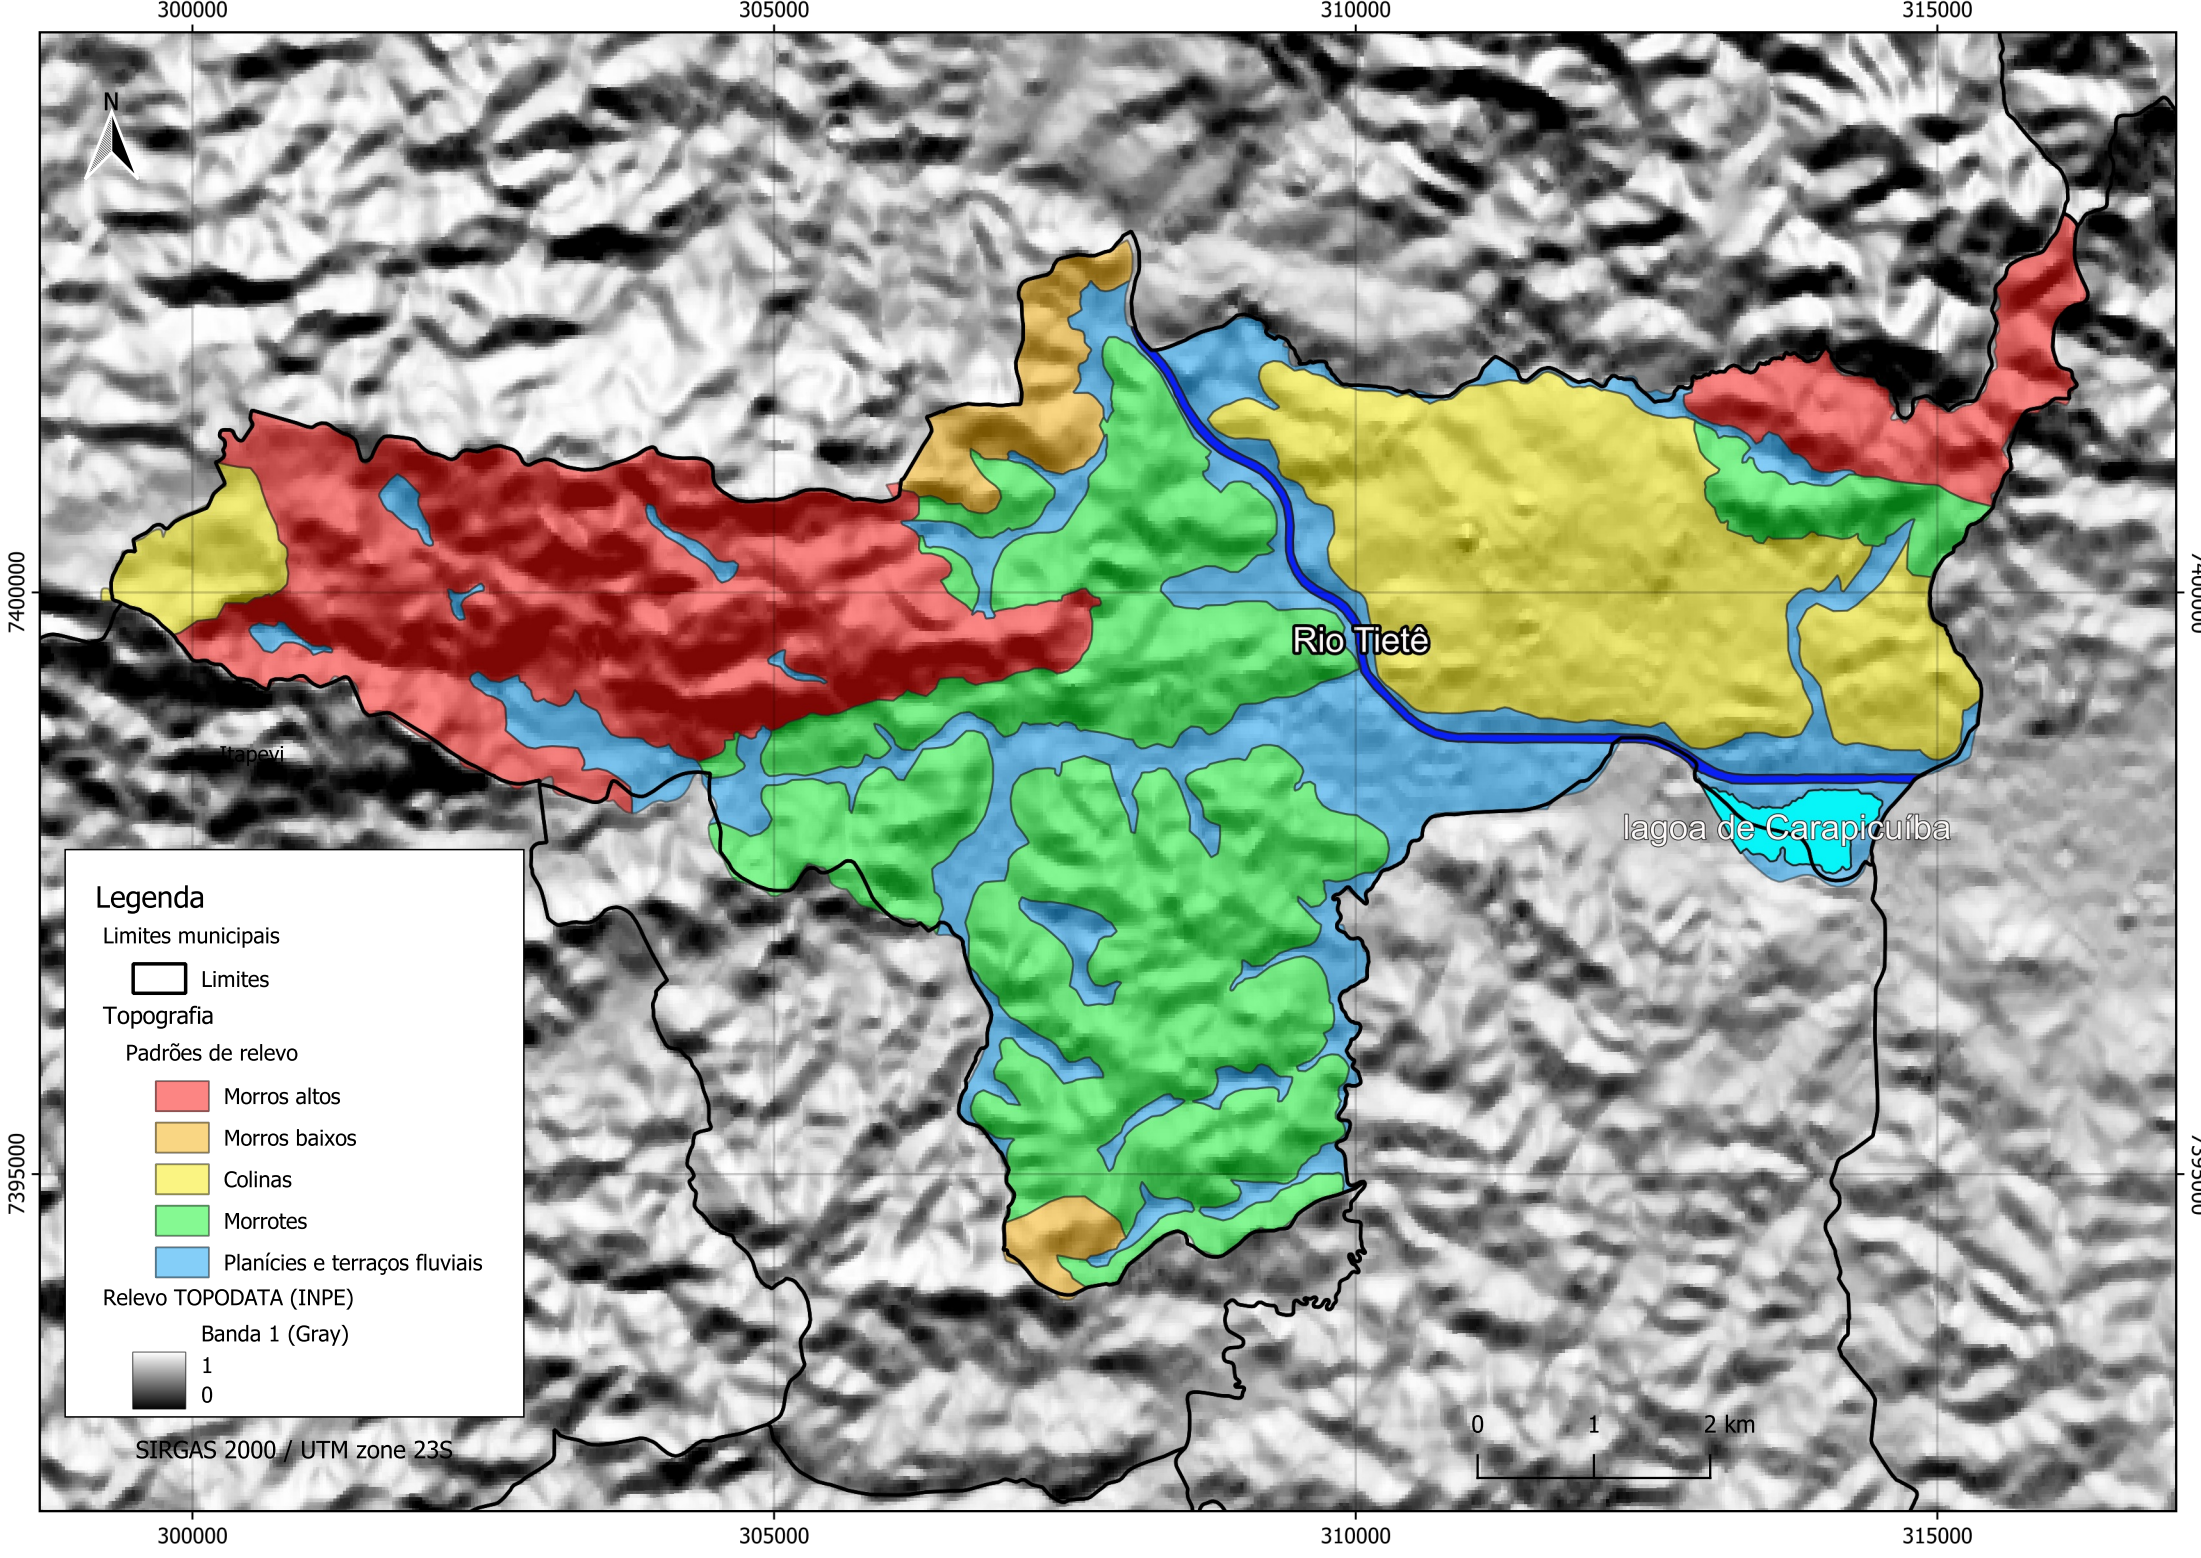 300000 305000 310000 315000
N
7400000 7400000
Rio Tietê
Itapevi
lagoa de Carapicuíba
Legenda
Limites municipais
Limites
Topografia
Padrões de relevo
Morros altos
Morros baixos
Colinas
Morrotes
Planícies e terraços fluviais
Relevo TOPODATA (INPE)
Banda 1 (Gray)
1
0
7395000 7395000
0 1 2 km
SIRGAS 2000 / UTM zone 23S
300000 305000 310000 315000